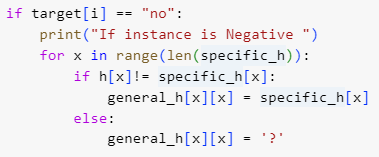 if target[i] == "no":
    print("If instance is Negative ")
    for x in range(len(specific_h)):
        if h[x]!= specific_h[x]:
            general_h[x][x] = specific_h[x]
        else:
            general_h[x][x] = '?'